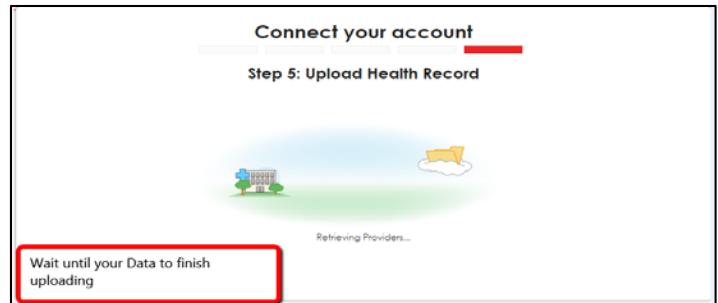 Connect your account
Step 5: Upload Health Record
Retrieving Providers...
Wait until your Data to finish
uploading